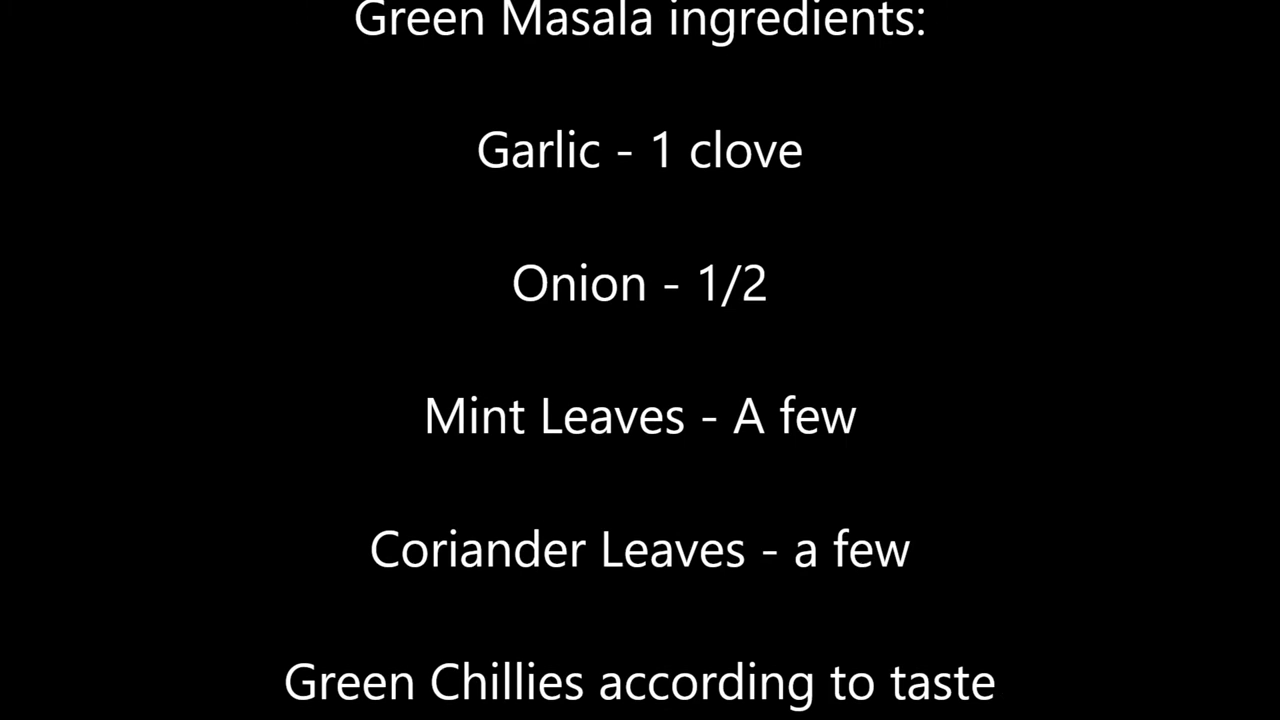 Green Masala ingredients:
Garlic - 1 clove
Onion - 1/2
Mint Leaves - A few
Coriander Leaves - a few
Green Chillies according to taste